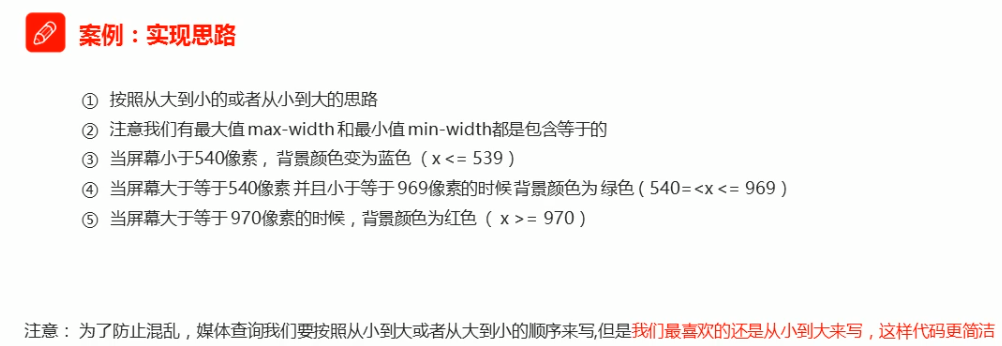 案例：实现思路
① 按照从大到小的或者从小到大的思路
② 注意我们有最大值 max-width 和最小值 min-width都是包含等于的
③ 当屏幕小于540像素， 背景颜色变为蓝色 （x <= 539 ）
④ 当屏幕大于等于540像素 并且小于等于 969像素的时候 背景颜色为 绿色 ( 540=<x <= 969 )
⑤ 当屏幕大于等于 970像素的时候，背景颜色为红色 （ x >= 970 ）
注意： 为了防止混乱，媒体查询我们要按照从小到大或者从大到小的顺序来写,但是我们最喜欢的还是从小到大来写，这样代码更简洁